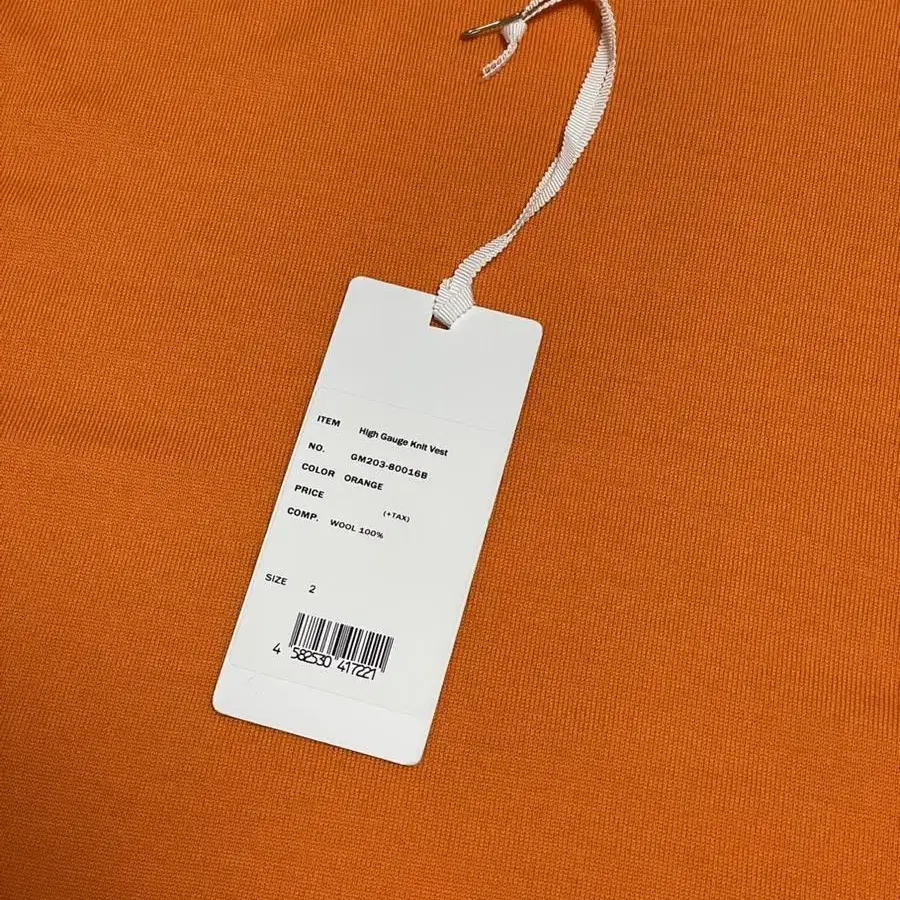 ITEM High Gauge Knit Vest
NO. GM203-80016B
COLOR ORANGE
PRICE (+TAX)
COMP. WOOL 100%
SIZE 2
4 582530 417221